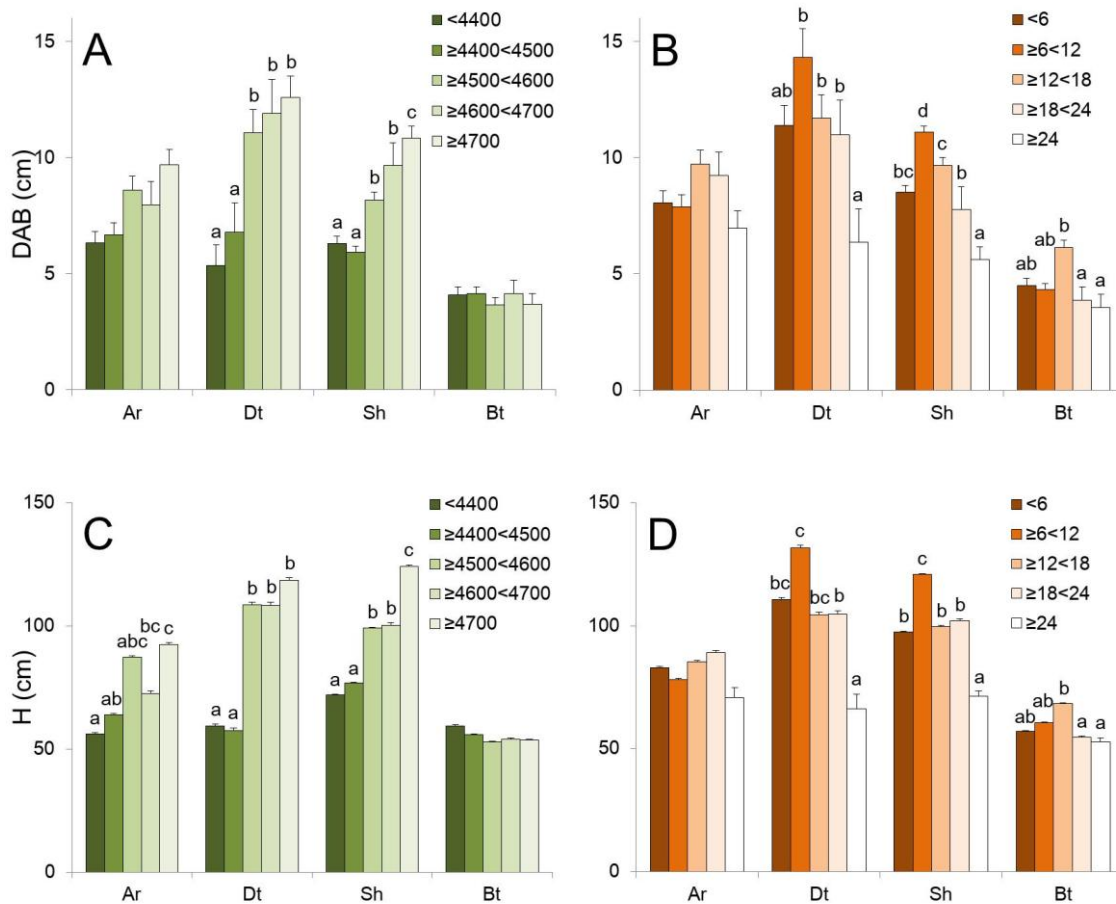 A
DAB (cm)
15
10
5
0
<4400
≥4400<4500
≥4500<4600
≥4600<4700
≥4700
a a b b b
a a b b c
Ar Dt Sh Bt
B
15
10
5
0
<6
≥6<12
≥12<18
≥18<24
≥24
ab b b b a
bc d c b a
ab ab b a a
Ar Dt Sh Bt
C
H (cm)
150
100
50
0
<4400
≥4400<4500
≥4500<4600
≥4600<4700
≥4700
a ab abc bc c
a a b b b
a a b b c
Ar Dt Sh Bt
D
150
100
50
0
<6
≥6<12
≥12<18
≥18<24
≥24
bc c bc b a
b c b b a
ab ab b a a
Ar Dt Sh Bt